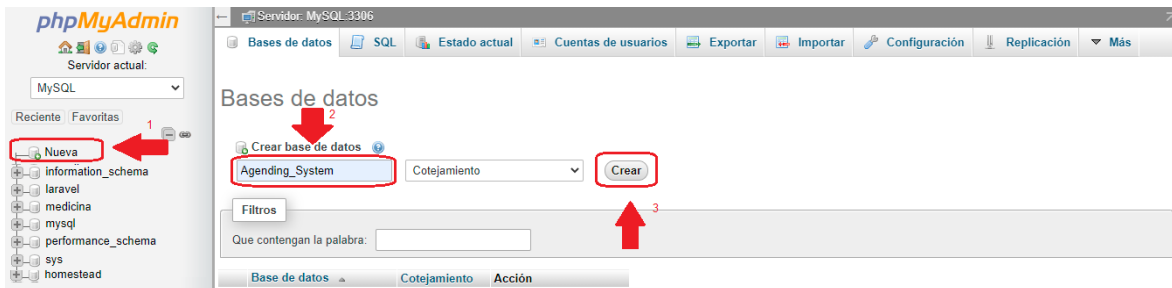 phpMyAdmin
Servidor actual:
MySQL
Reciente Favoritas
1
Nueva
information_schema
laravel
medicina
mysql
performance_schema
sys
homestead
Servidor: MySQL:3306
Bases de datos SQL Estado actual Cuentas de usuarios Exportar Importar Configuración Replicación Más
Bases de datos
2
Crear base de datos
Agending_System Cotejamiento Crear
3
Filtros
Que contengan la palabra:
Base de datos Cotejamiento Acción